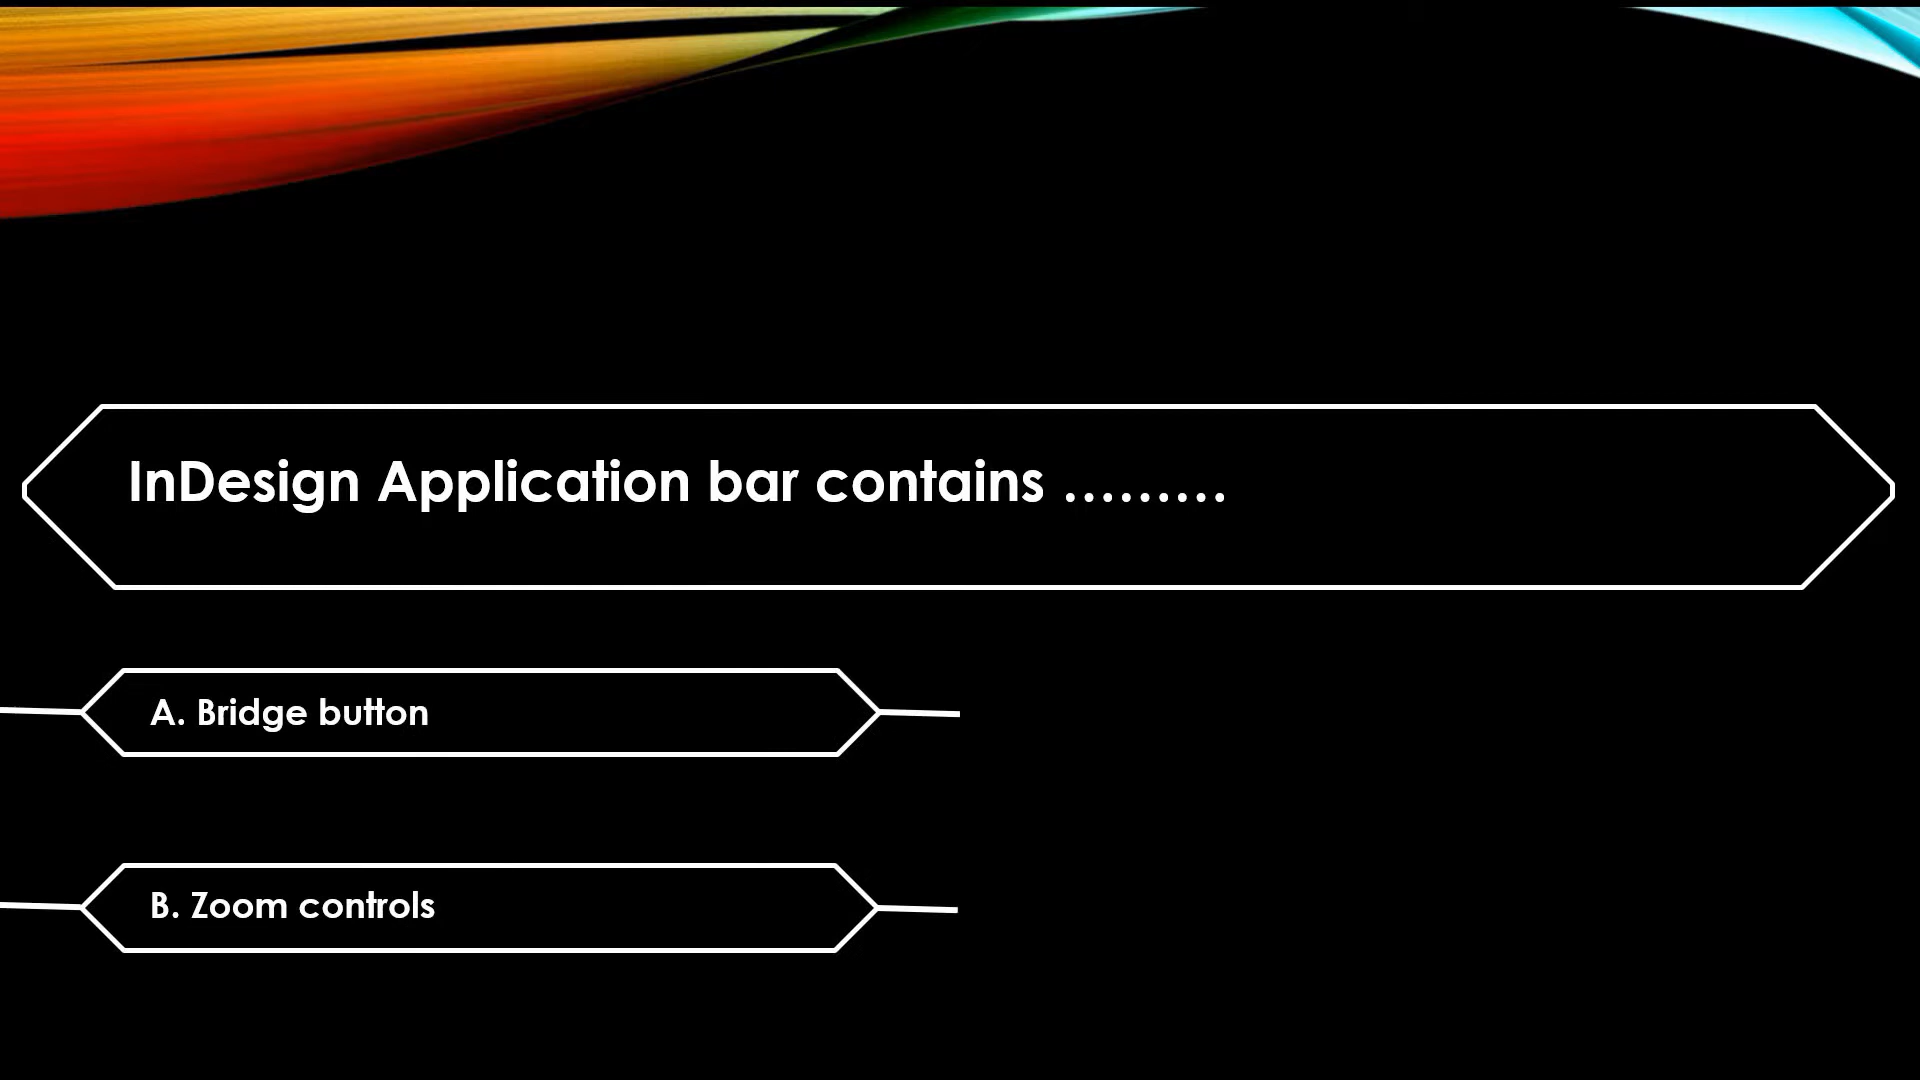 InDesign Application bar contains .........
A. Bridge button
B. Zoom controls